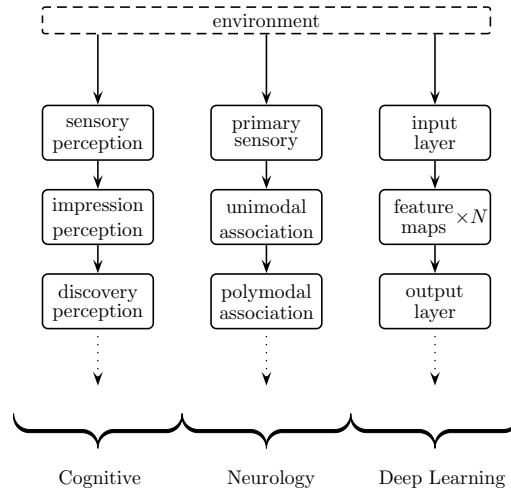 environment
sensory
perception
primary
sensory
input
layer
impression
perception
unimodal
association
feature
maps
×N
discovery
perception
polymodal
association
output
layer
Cognitive
Neurology
Deep Learning